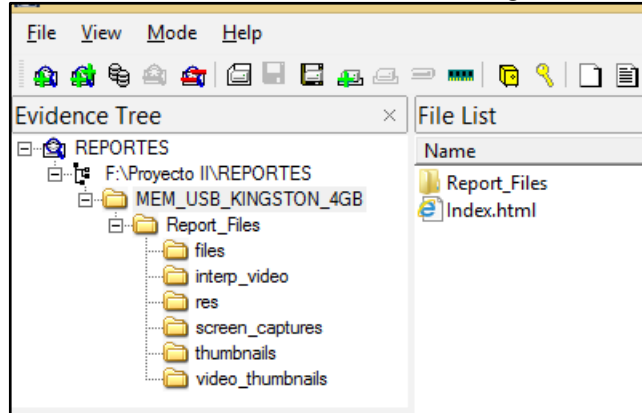 File View Mode Help
Evidence Tree
REPORTES
F:\Proyecto II\REPORTES
MEM_USB_KINGSTON_4GB
Report_Files
files
interp_video
res
screen_captures
thumbnails
video_thumbnails
File List
Name
Report_Files
Index.html